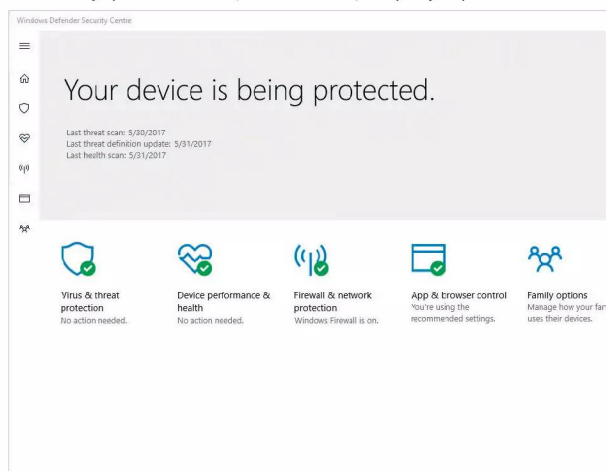 Windows Defender Security Centre
Your device is being protected.
Last threat scan: 5/30/2017
Last threat definition update: 5/31/2017
Last health scan: 5/31/2017
Virus & threat
protection
No action needed.
Device performance &
health
No action needed.
Firewall & network
protection
Windows Firewall is on.
App & browser control
You're using the
recommended settings.
Family options
Manage how your
uses their devices.